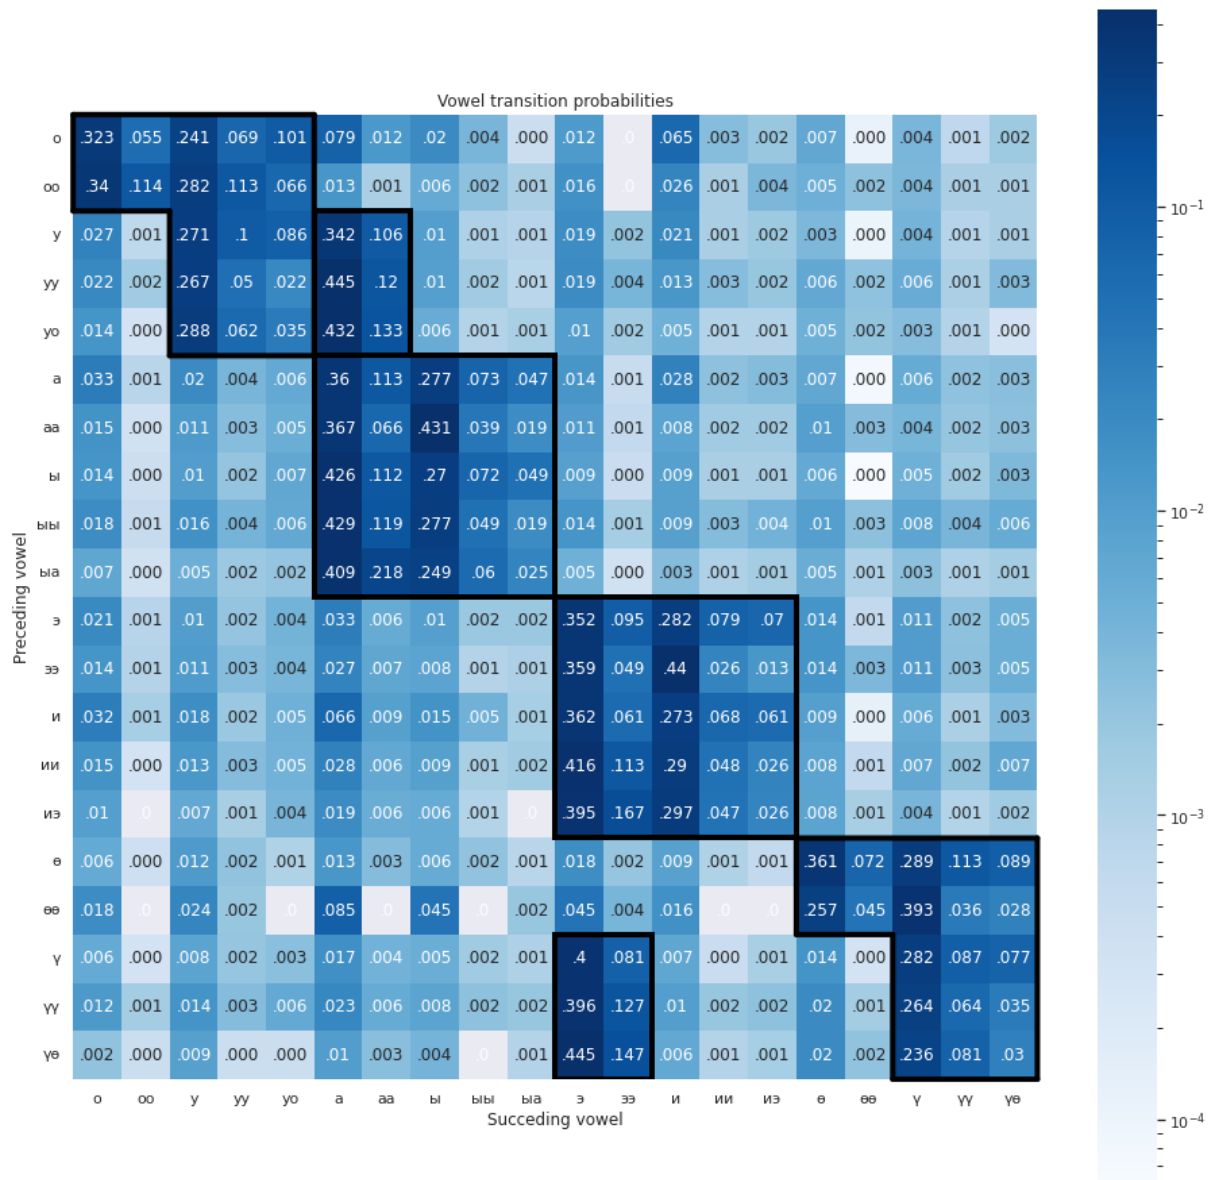 Vowel transition probabilities
о .323 .055 .241 .069 .101 .079 .012 .02 .004 .000 .012 .0 .065 .003 .002 .007 .000 .004 .001 .002
оо .34 .114 .282 .113 .066 .013 .001 .006 .002 .001 .016 .0 .026 .001 .004 .005 .002 .004 .001 .001
у .027 .001 .271 .1 .086 .342 .106 .01 .001 .001 .019 .002 .021 .001 .002 .003 .000 .004 .001 .001
уу .022 .002 .267 .05 .022 .445 .12 .01 .002 .001 .019 .004 .013 .003 .002 .006 .002 .006 .001 .003
уо .014 .000 .288 .062 .035 .432 .133 .006 .001 .001 .01 .002 .005 .001 .001 .005 .002 .003 .001 .000
а .033 .001 .02 .004 .006 .36 .113 .277 .073 .047 .014 .001 .028 .002 .003 .007 .000 .006 .002 .003
аа .015 .000 .011 .003 .005 .367 .066 .431 .039 .019 .011 .001 .008 .002 .002 .01 .003 .004 .002 .003
ы .014 .000 .01 .002 .007 .426 .112 .27 .072 .049 .009 .000 .009 .001 .001 .006 .000 .005 .002 .003
ыы .018 .001 .016 .004 .006 .429 .119 .277 .049 .019 .014 .001 .009 .003 .004 .01 .003 .008 .004 .006
ыа .007 .000 .005 .002 .002 .409 .218 .249 .06 .025 .005 .000 .003 .001 .001 .005 .001 .003 .001 .001
э .021 .001 .01 .002 .004 .033 .006 .01 .002 .002 .352 .095 .282 .079 .07 .014 .001 .011 .002 .005
ээ .014 .001 .011 .003 .004 .027 .007 .008 .001 .001 .359 .049 .44 .026 .013 .014 .003 .011 .003 .005
и .032 .001 .018 .002 .005 .066 .009 .015 .005 .001 .362 .061 .273 .068 .061 .009 .000 .006 .001 .003
ии .015 .000 .013 .003 .005 .028 .006 .009 .001 .002 .416 .113 .29 .048 .026 .008 .001 .007 .002 .007
иэ .01 .0 .007 .001 .004 .019 .006 .006 .001 .0 .395 .167 .297 .047 .026 .008 .001 .004 .001 .002
ө .006 .000 .012 .002 .001 .013 .003 .006 .002 .001 .018 .002 .009 .001 .001 .361 .072 .289 .113 .089
өө .018 .0 .024 .002 .0 .085 .0 .045 .0 .002 .045 .004 .016 .0 .0 .257 .045 .393 .036 .028
ү .006 .000 .008 .002 .003 .017 .004 .005 .002 .001 .4 .081 .007 .000 .001 .014 .000 .282 .087 .077
үү .012 .001 .014 .003 .006 .023 .006 .008 .002 .002 .396 .127 .01 .002 .002 .02 .001 .264 .064 .035
үө .002 .000 .009 .000 .000 .01 .003 .004 .0 .001 .445 .147 .006 .001 .001 .02 .002 .236 .081 .03
о оо у уу уо а аа ы ыы ыа э ээ и ии иэ ө өө ү үү үө
Succeding vowel
Preceding vowel
10⁻¹
10⁻²
10⁻³
10⁻⁴